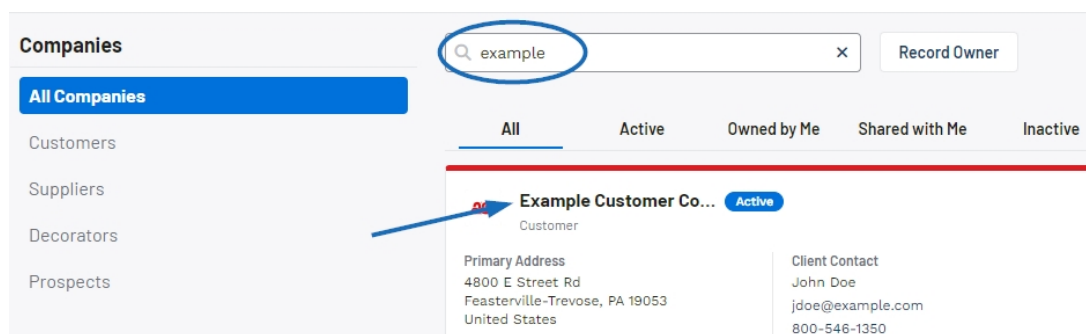 Companies
All Companies
Customers
Suppliers
Decorators
Prospects
example
Record Owner
All Active Owned by Me Shared with Me Inactive
Example Customer Co... Active
Customer
Primary Address
4800 E Street Rd
Feasterville-Trevose, PA 19053
United States
Client Contact
John Doe
jdoe@example.com
800-546-1350